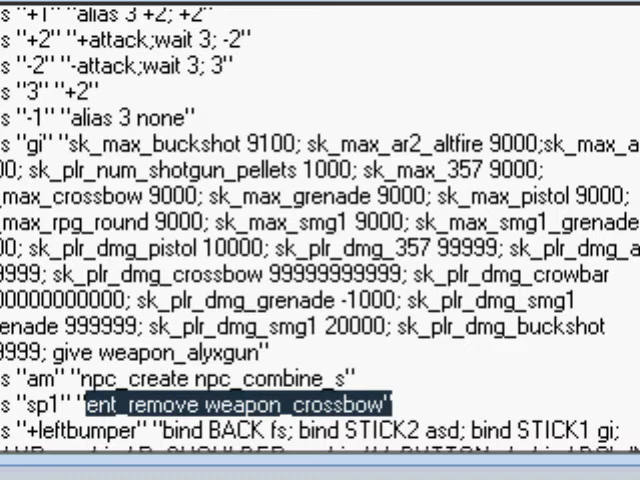 s "+1" "alias 3 +2; +2"
s "+2" "+attack;wait 3; -2"
s "-2" "-attack;wait 3; 3"
s "3" "+2"
s "-1" "alias 3 none"
s "gi" "sk_max_buckshot 9100; sk_max_ar2_altfire 9000;sk_max_a
00; sk_plr_num_shotgun_pellets 1000; sk_max_357 9000;
_max_crossbow 9000; sk_max_grenade 9000; sk_max_pistol 9000;
_max_rpg_round 9000; sk_max_smg1 9000; sk_max_smg1_grenade
00; sk_plr_dmg_pistol 10000; sk_plr_dmg_357 99999; sk_plr_dmg_a
9999; sk_plr_dmg_crossbow 99999999999; sk_plr_dmg_crowbar
00000000000; sk_plr_dmg_grenade -1000; sk_plr_dmg_smg1
enade 999999; sk_plr_dmg_smg1 20000; sk_plr_dmg_buckshot
9999; give weapon_alyxgun"
s "am" "npc_create npc_combine_s"
s "sp1" "ent_remove weapon_crossbow"
s "+leftbumper" "bind BACK fs; bind STICK2 asd; bind STICK1 gi;